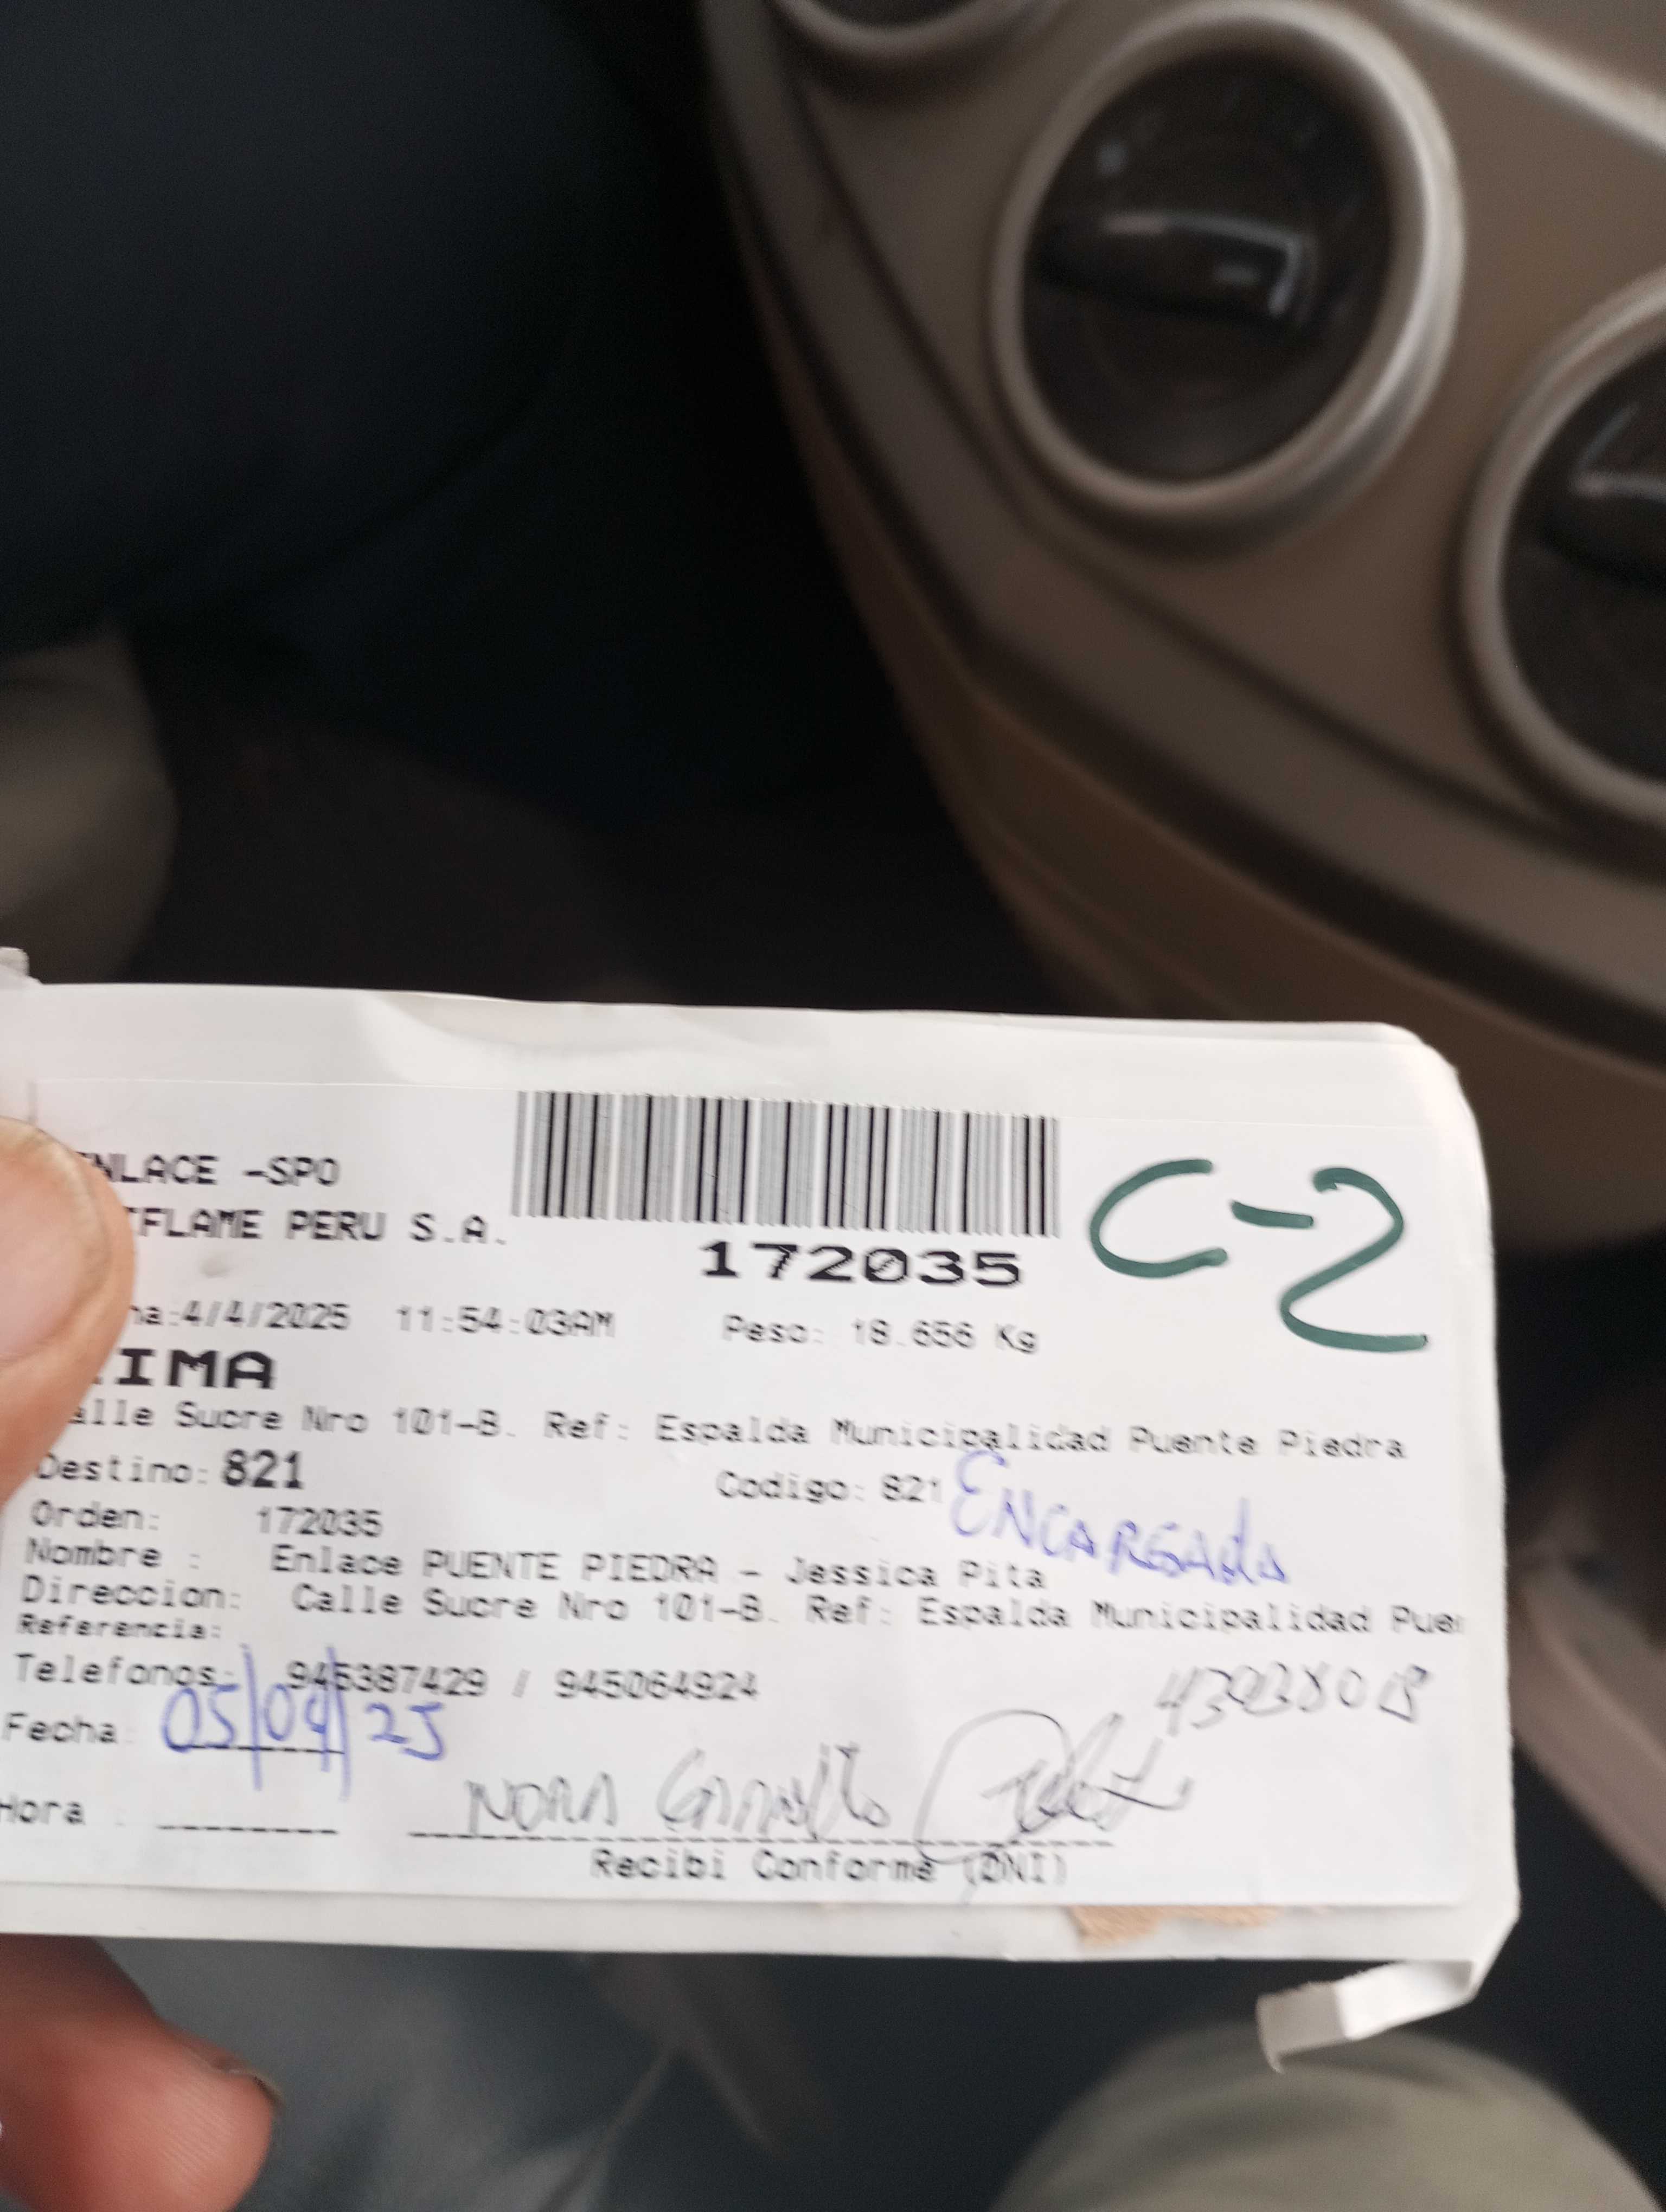 NLACE -SPO
IFLAME PERU S.A.
172035
C-2
ha:4/4/2025 11:54:03AM Peso: 18.656 Kg
IMA
alle Sucre Nro 101-B. Ref: Espalda Municipalidad Puente Piedra
Destino: 821 Codigo: 821
ENCARGAda
Orden: 172035
Nombre : Enlace PUENTE PIEDRA - Jessica Pita
Direccion: Calle Sucre Nro 101-B. Ref: Espalda Municipalidad Pue
Referencia:
Telefonos: 945387429 / 945064924
Fecha: 05/04/25
Hora :
NORA
Recibi Conforme (DNI)